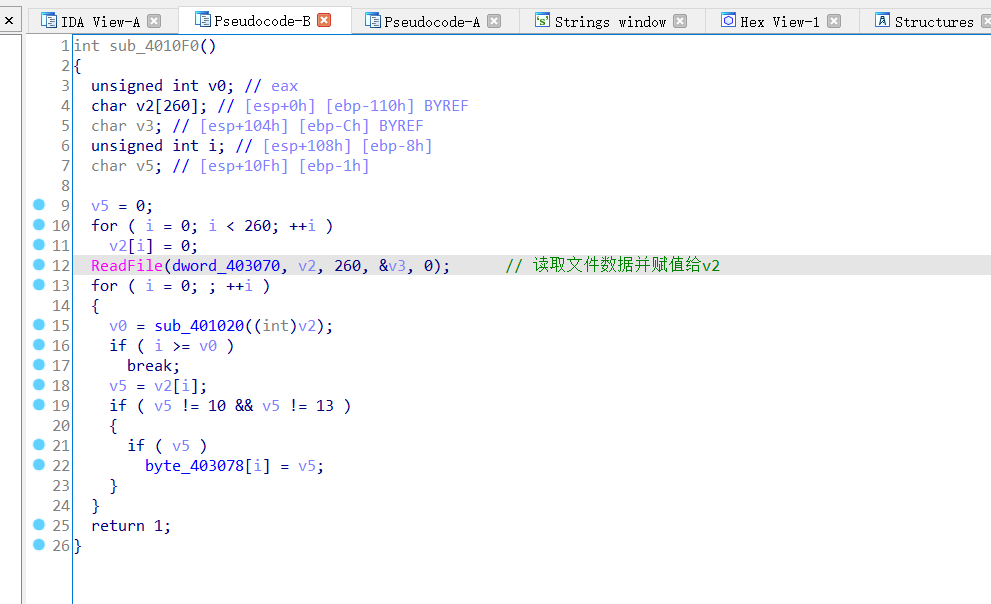 IDA View-A Pseudocode-B Pseudocode-A Strings window Hex View-1 Structures
1 int sub_4010F0()
2 {
3 unsigned int v0; // eax
4 char v2[260]; // [esp+0h] [ebp-110h] BYREF
5 char v3; // [esp+104h] [ebp-Ch] BYREF
6 unsigned int i; // [esp+108h] [ebp-8h]
7 char v5; // [esp+10Fh] [ebp-1h]
8
9 v5 = 0;
10 for ( i = 0; i < 260; ++i )
11 v2[i] = 0;
12 ReadFile(dword_403070, v2, 260, &v3, 0); // 读取文件数据并赋值给v2
13 for ( i = 0; ; ++i )
14 {
15 v0 = sub_401020((int)v2);
16 if ( i >= v0 )
17 break;
18 v5 = v2[i];
19 if ( v5 != 10 && v5 != 13 )
20 {
21 if ( v5 )
22 byte_403078[i] = v5;
23 }
24 }
25 return 1;
26 }